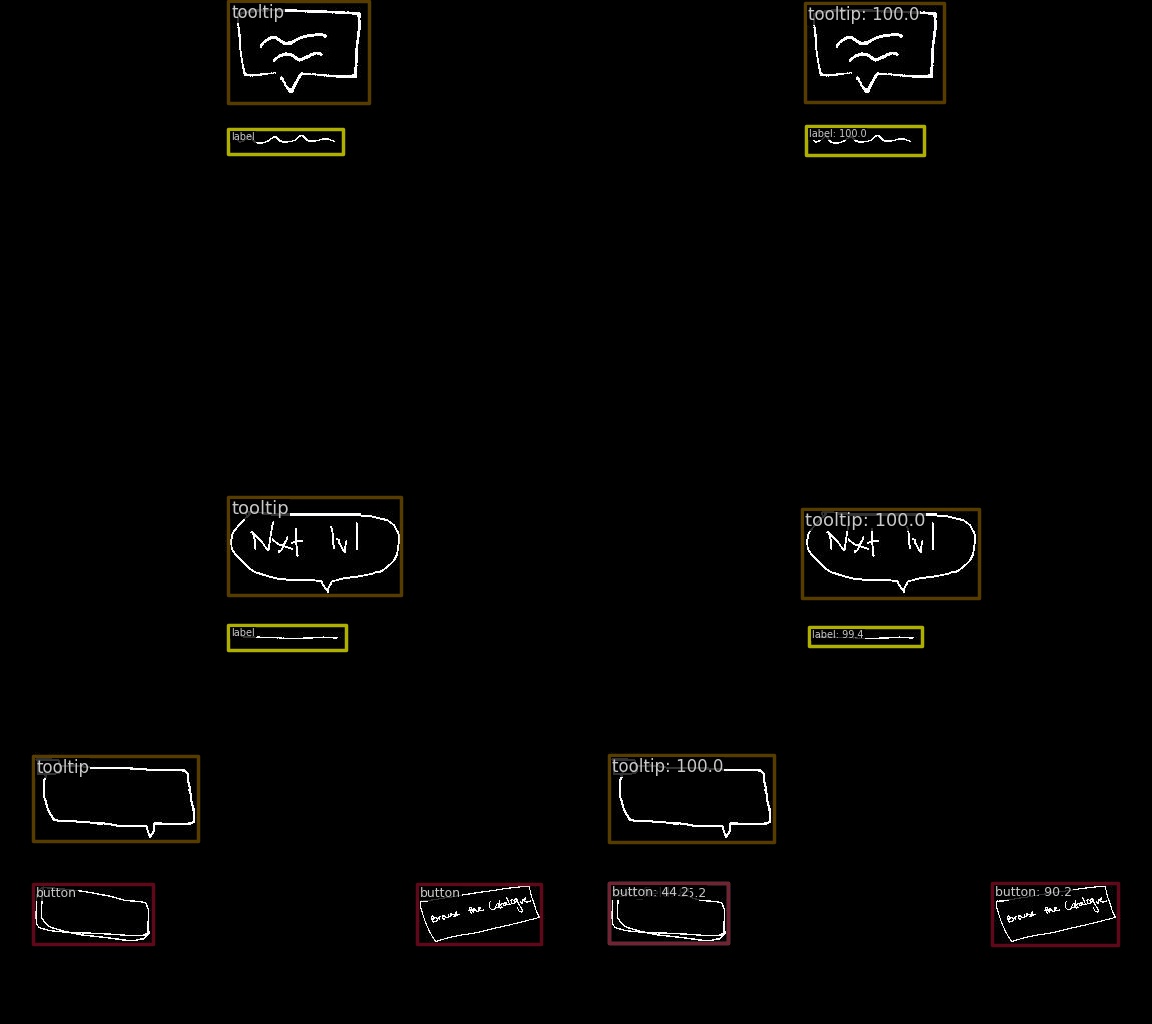 tooltip
tooltip: 100.0
label
label: 100.0
tooltip
tooltip: 100.0
Nxt lvl
Nxt lvl
label
label: 99.4
tooltip
tooltip: 100.0
button
button
button: 44.2
button: 90.2
Browse the Catalogue
Browse the Catalogue